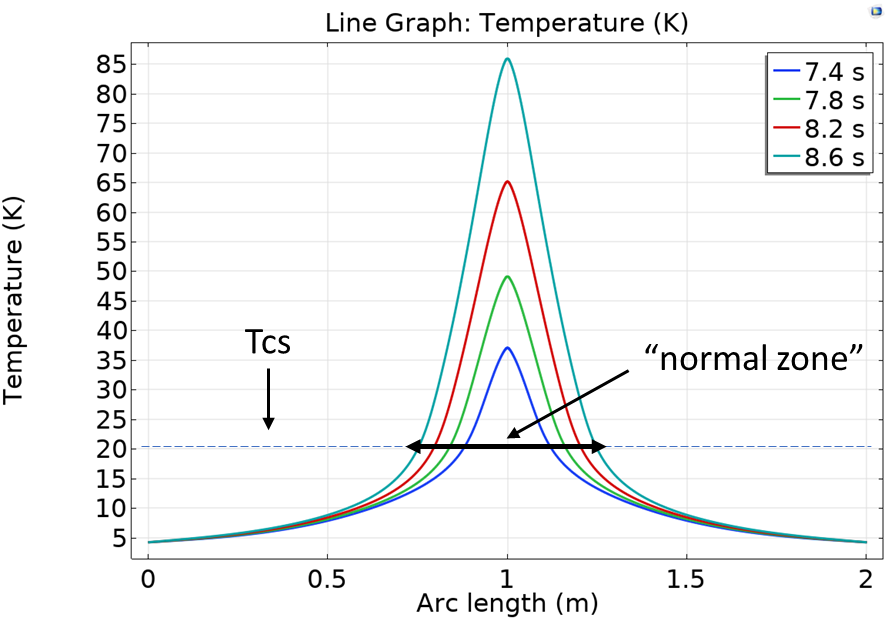 Line Graph: Temperature (K)
Temperature (K)
85
80
75
70
65
60
55
50
45
40
35
30
25
20
15
10
5
7.4 s
7.8 s
8.2 s
8.6 s
Tcs
“normal zone”
0
0.5
1
1.5
2
Arc length (m)